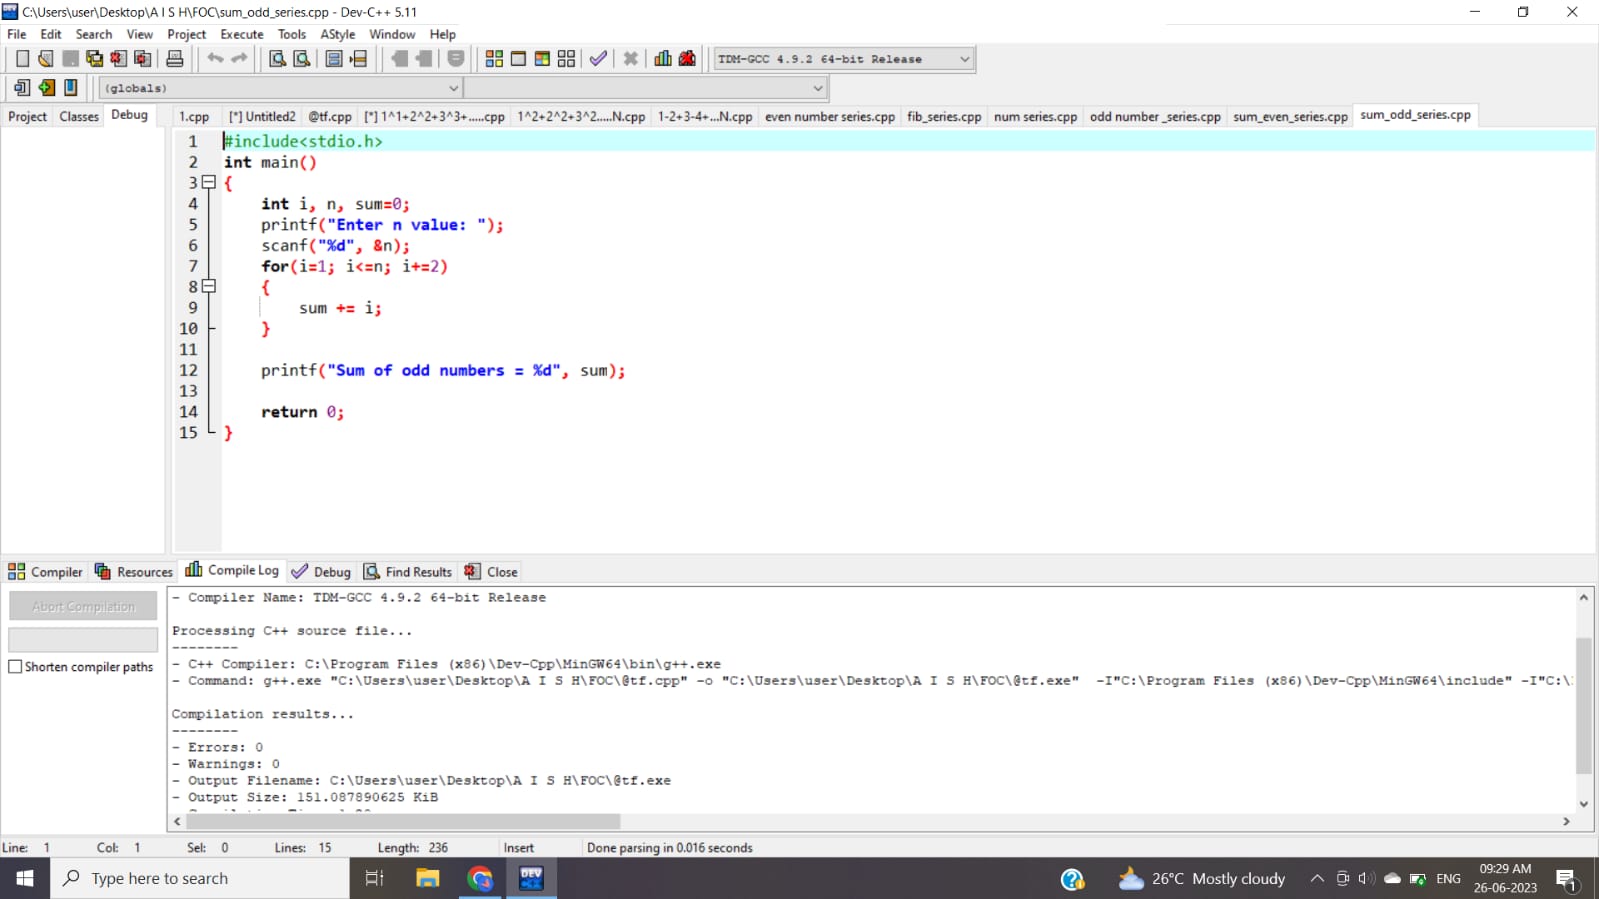 C:\Users\user\Desktop\A I S H\FOC\sum_odd_series.cpp - Dev-C++ 5.11
File Edit Search View Project Execute Tools AStyle Window Help
TDM-GCC 4.9.2 64-bit Release
(globals)
Project Classes Debug 1.cpp [*] Untitled2 @tf.cpp [*] 1^1+2^2+3^3+.....cpp 1^2+2^2+3^2.....N.cpp 1-2+3-4+...N.cpp even number series.cpp fib_series.cpp num series.cpp odd number _series.cpp sum_even_series.cpp sum_odd_series.cpp
1 #include<stdio.h>
2 int main()
3 {
4 int i, n, sum=0;
5 printf("Enter n value: ");
6 scanf("%d", &n);
7 for(i=1; i<=n; i+=2)
8 {
9 sum += i;
10 }
11
12 printf("Sum of odd numbers = %d", sum);
13
14 return 0;
15 }
Compiler Resources Compile Log Debug Find Results Close
Abort Compilation
Shorten compiler paths
- Compiler Name: TDM-GCC 4.9.2 64-bit Release
Processing C++ source file...
--------
- C++ Compiler: C:\Program Files (x86)\Dev-Cpp\MinGW64\bin\g++.exe
- Command: g++.exe "C:\Users\user\Desktop\A I S H\FOC\@tf.cpp" -o "C:\Users\user\Desktop\A I S H\FOC\@tf.exe" -I"C:\Program Files (x86)\Dev-Cpp\MinGW64\include" -I"C:\
Compilation results...
--------
- Errors: 0
- Warnings: 0
- Output Filename: C:\Users\user\Desktop\A I S H\FOC\@tf.exe
- Output Size: 151.087890625 KiB
Line: 1 Col: 1 Sel: 0 Lines: 15 Length: 236 Insert Done parsing in 0.016 seconds
Type here to search
DEV
26°C Mostly cloudy
ENG
09:29 AM
26-06-2023
1